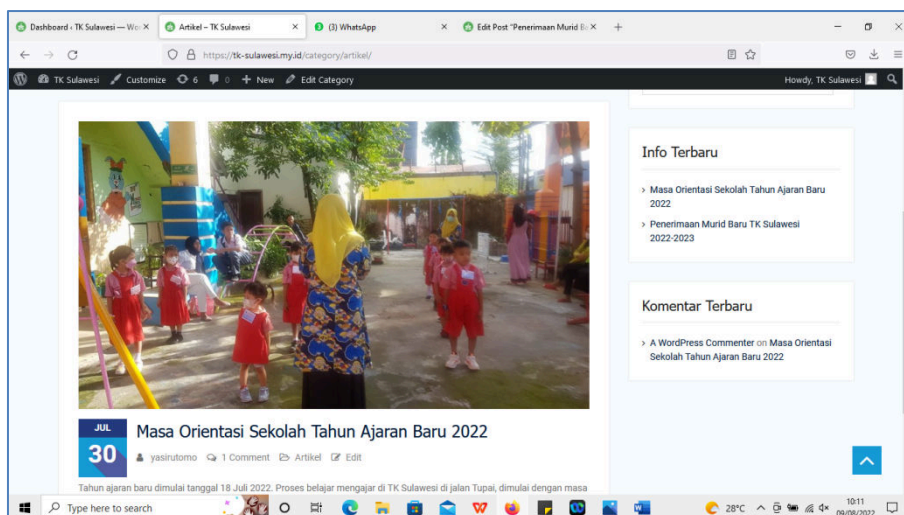 Dashboard ‹ TK Sulawesi — Wo
Artikel – TK Sulawesi
(3) WhatsApp
Edit Post "Penerimaan Murid B
https://tk-sulawesi.my.id/category/artikel/
TK Sulawesi Customize 6 0 New Edit Category
Howdy, TK Sulawesi
Info Terbaru
Masa Orientasi Sekolah Tahun Ajaran Baru
2022
Penerimaan Murid Baru TK Sulawesi
2022-2023
Komentar Terbaru
A WordPress Commenter on Masa Orientasi
Sekolah Tahun Ajaran Baru 2022
JUL
30
Masa Orientasi Sekolah Tahun Ajaran Baru 2022
yasirutomo 1 Comment Artikel Edit
Tahun ajaran baru dimulai tanggal 18 Juli 2022. Proses belajar mengajar di TK Sulawesi di jalan Tupai, dimulai dengan masa
Type here to search
28°C
10:11
09/08/2022